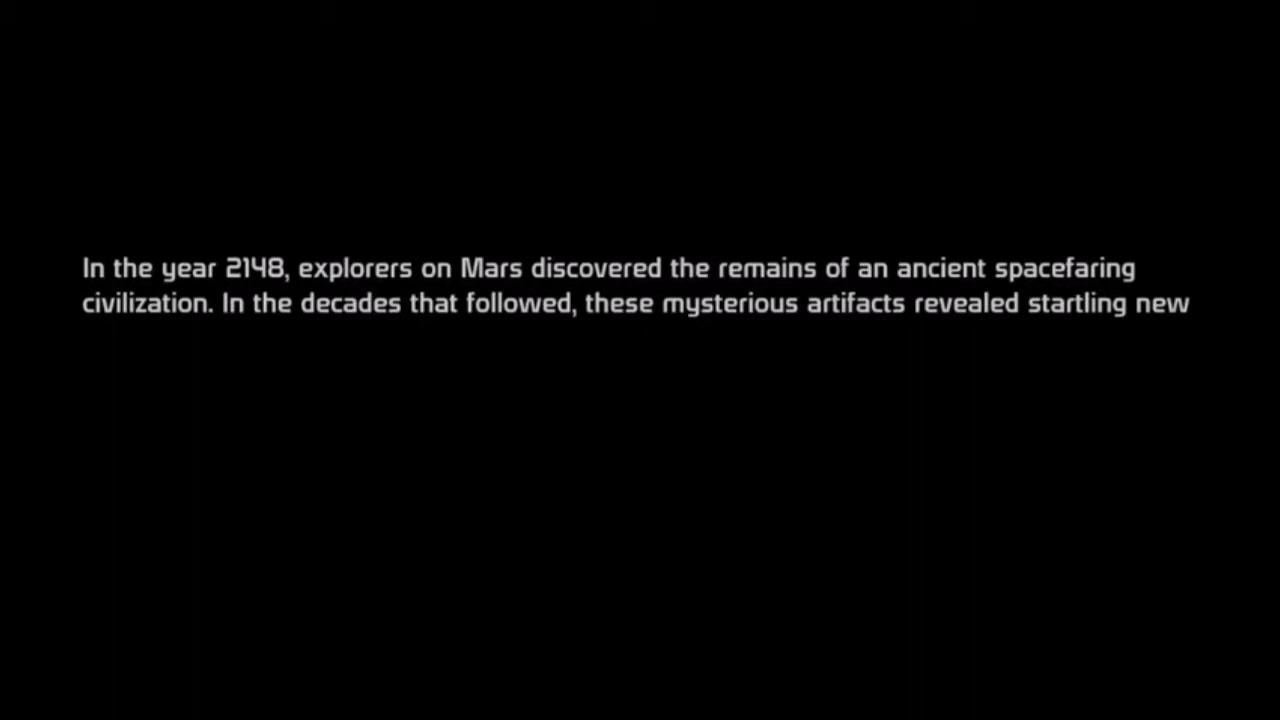 In the year 2148, explorers on Mars discovered the remains of an ancient spacefaring
civilization. In the decades that followed, these mysterious artifacts revealed startling new